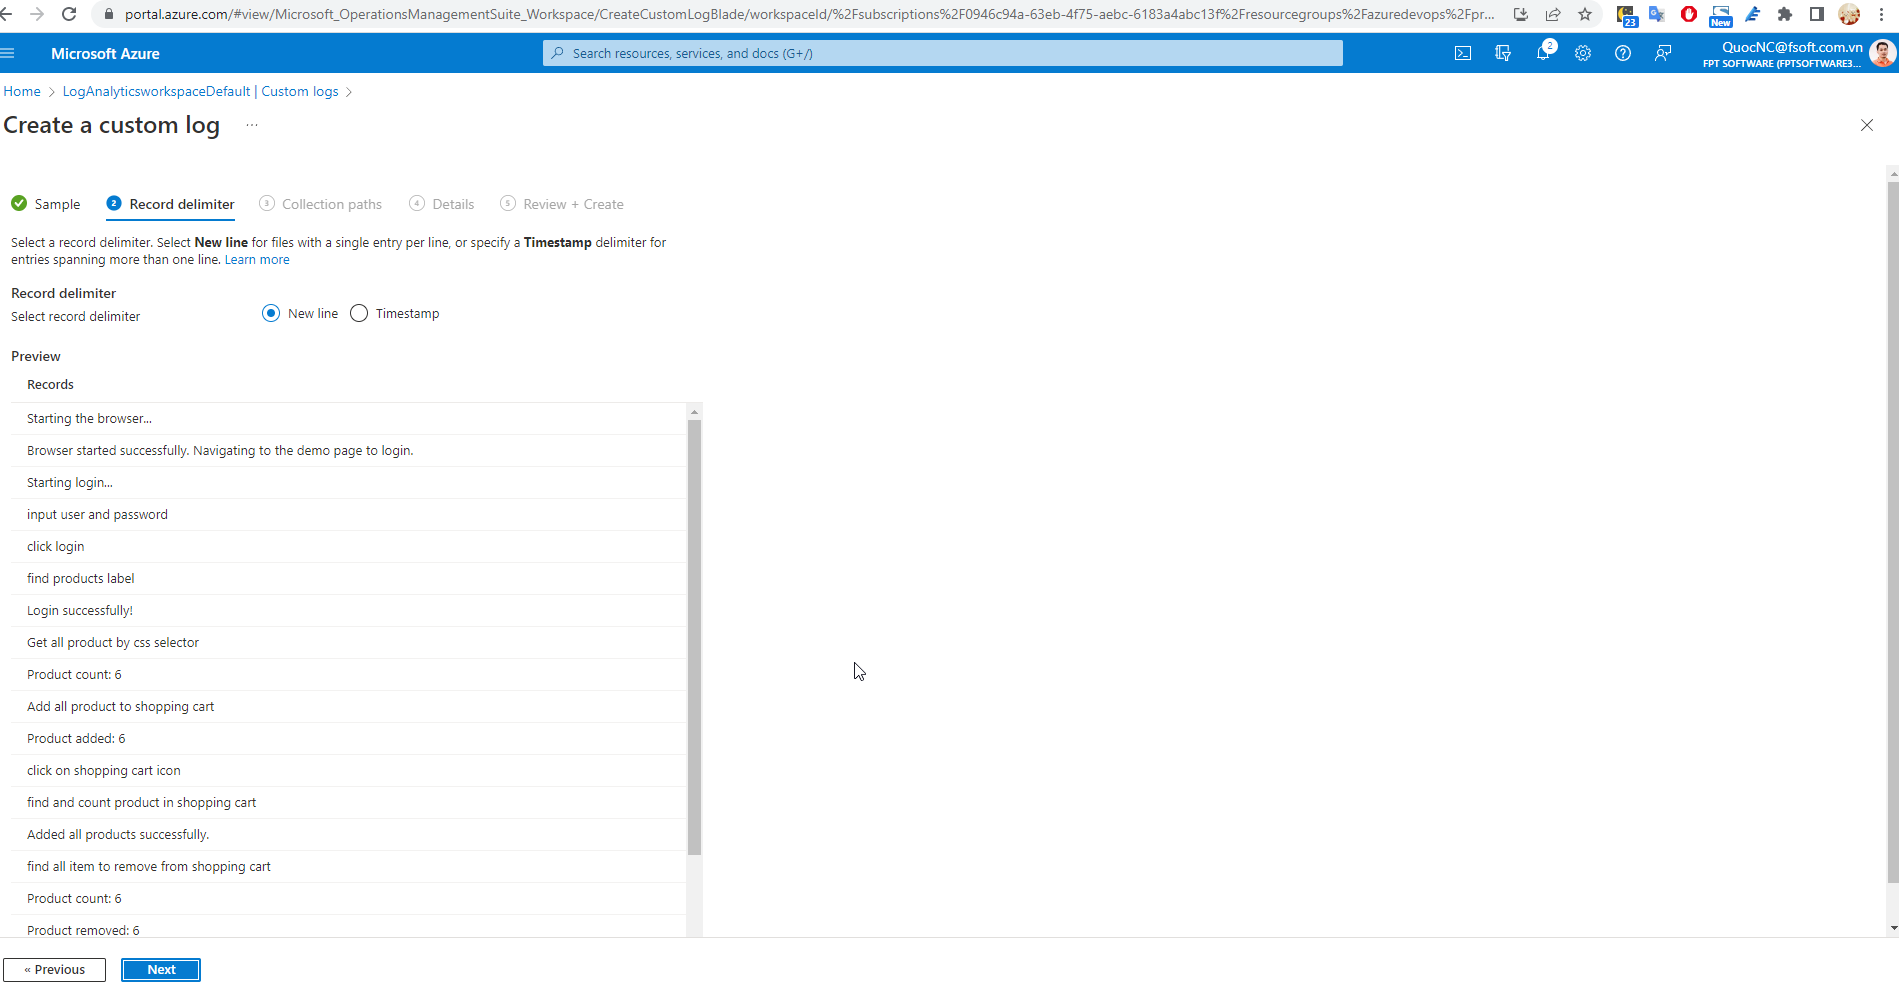 portal.azure.com/#view/Microsoft_OperationsManagementSuite_Workspace/CreateCustomLogBlade/workspaceId/%2Fsubscriptions%2F0946c94a-63eb-4f75-aebc-6183a4abc13f%2Fresourcegroups%2Fazuredevops%2Fpr...
23
New
Microsoft Azure
Search resources, services, and docs (G+/)
2
QuocNC@fsoft.com.vn
FPT SOFTWARE (FPTSOFTWARE3...
Home > LogAnalyticsworkspaceDefault | Custom logs >
Create a custom log ...
Sample
2 Record delimiter
3 Collection paths
4 Details
5 Review + Create
Select a record delimiter. Select New line for files with a single entry per line, or specify a Timestamp delimiter for
entries spanning more than one line. Learn more
Record delimiter
Select record delimiter
New line
Timestamp
Preview
Records
Starting the browser...
Browser started successfully. Navigating to the demo page to login.
Starting login...
input user and password
click login
find products label
Login successfully!
Get all product by css selector
Product count: 6
Add all product to shopping cart
Product added: 6
click on shopping cart icon
find and count product in shopping cart
Added all products successfully.
find all item to remove from shopping cart
Product count: 6
Product removed: 6
« Previous
Next